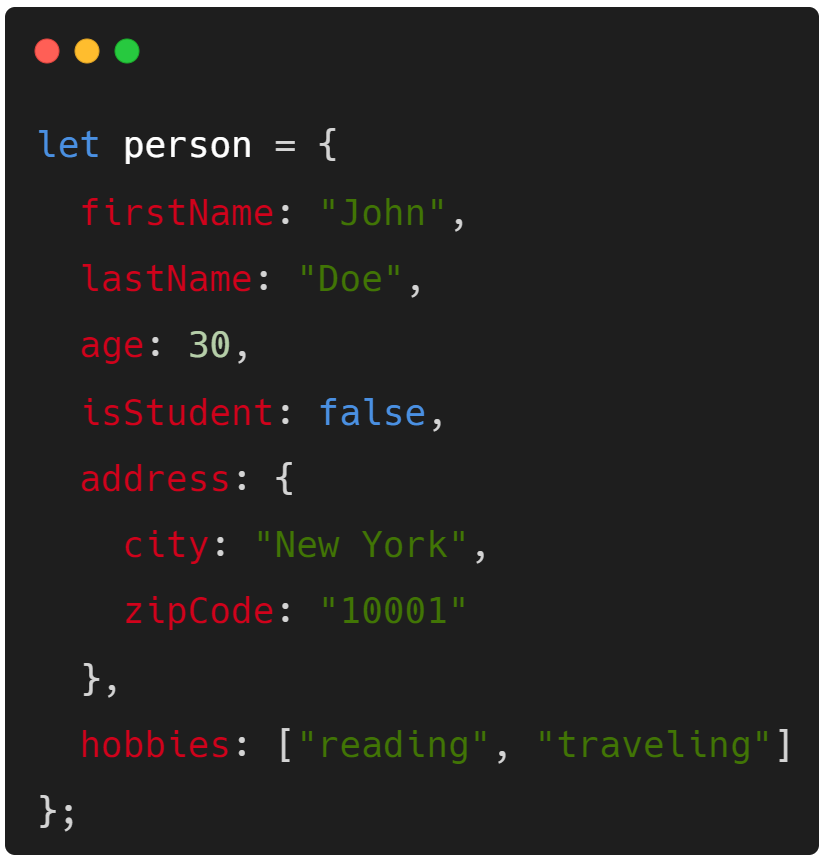 let person = {
  firstName: "John",
  lastName: "Doe",
  age: 30,
  isStudent: false,
  address: {
    city: "New York",
    zipCode: "10001"
  },
  hobbies: ["reading", "traveling"]
};